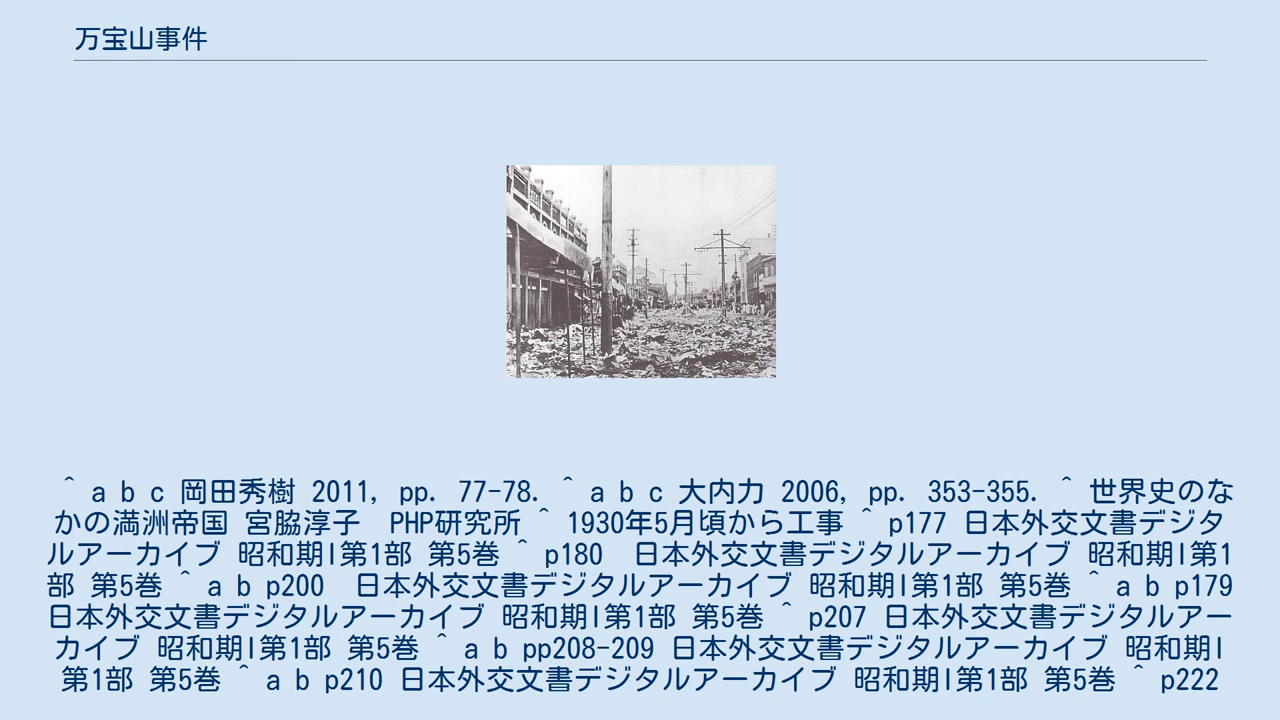 万宝山事件
^ a b c 岡田秀樹 2011, pp. 77-78. ^ a b c 大内力 2006, pp. 353-355. ^ 世界史のな
かの満洲帝国 宮脇淳子　PHP研究所 ^ 1930年5月頃から工事 ^ p177 日本外交文書デジタ
ルアーカイブ 昭和期I第1部 第5巻 ^ p180　日本外交文書デジタルアーカイブ 昭和期I第1
部 第5巻 ^ a b p200　日本外交文書デジタルアーカイブ 昭和期I第1部 第5巻 ^ a b p179
日本外交文書デジタルアーカイブ 昭和期I第1部 第5巻 ^ p207 日本外交文書デジタルアー
カイブ 昭和期I第1部 第5巻 ^ a b pp208-209 日本外交文書デジタルアーカイブ 昭和期I
第1部 第5巻 ^ a b p210 日本外交文書デジタルアーカイブ 昭和期I第1部 第5巻 ^ p222